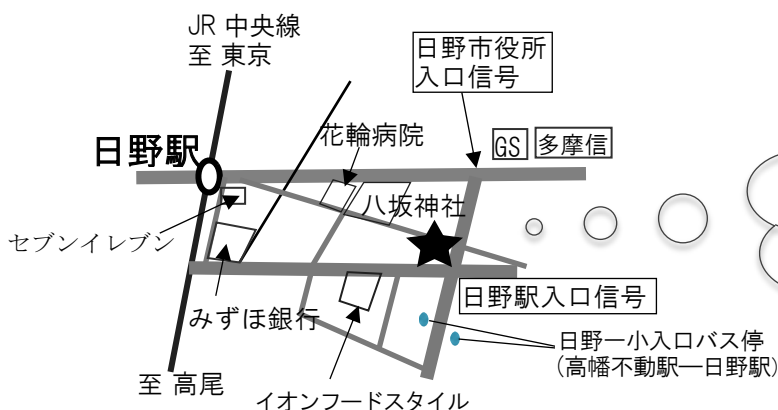 JR 中央線
至 東京
日野市役所
入口信号
花輪病院
GS
多摩信
日野駅
八坂神社
セブンイレブン
日野駅入口信号
みずほ銀行
日野一小入口バス停
(高幡不動駅―日野駅)
至 高尾
イオンフードスタイル